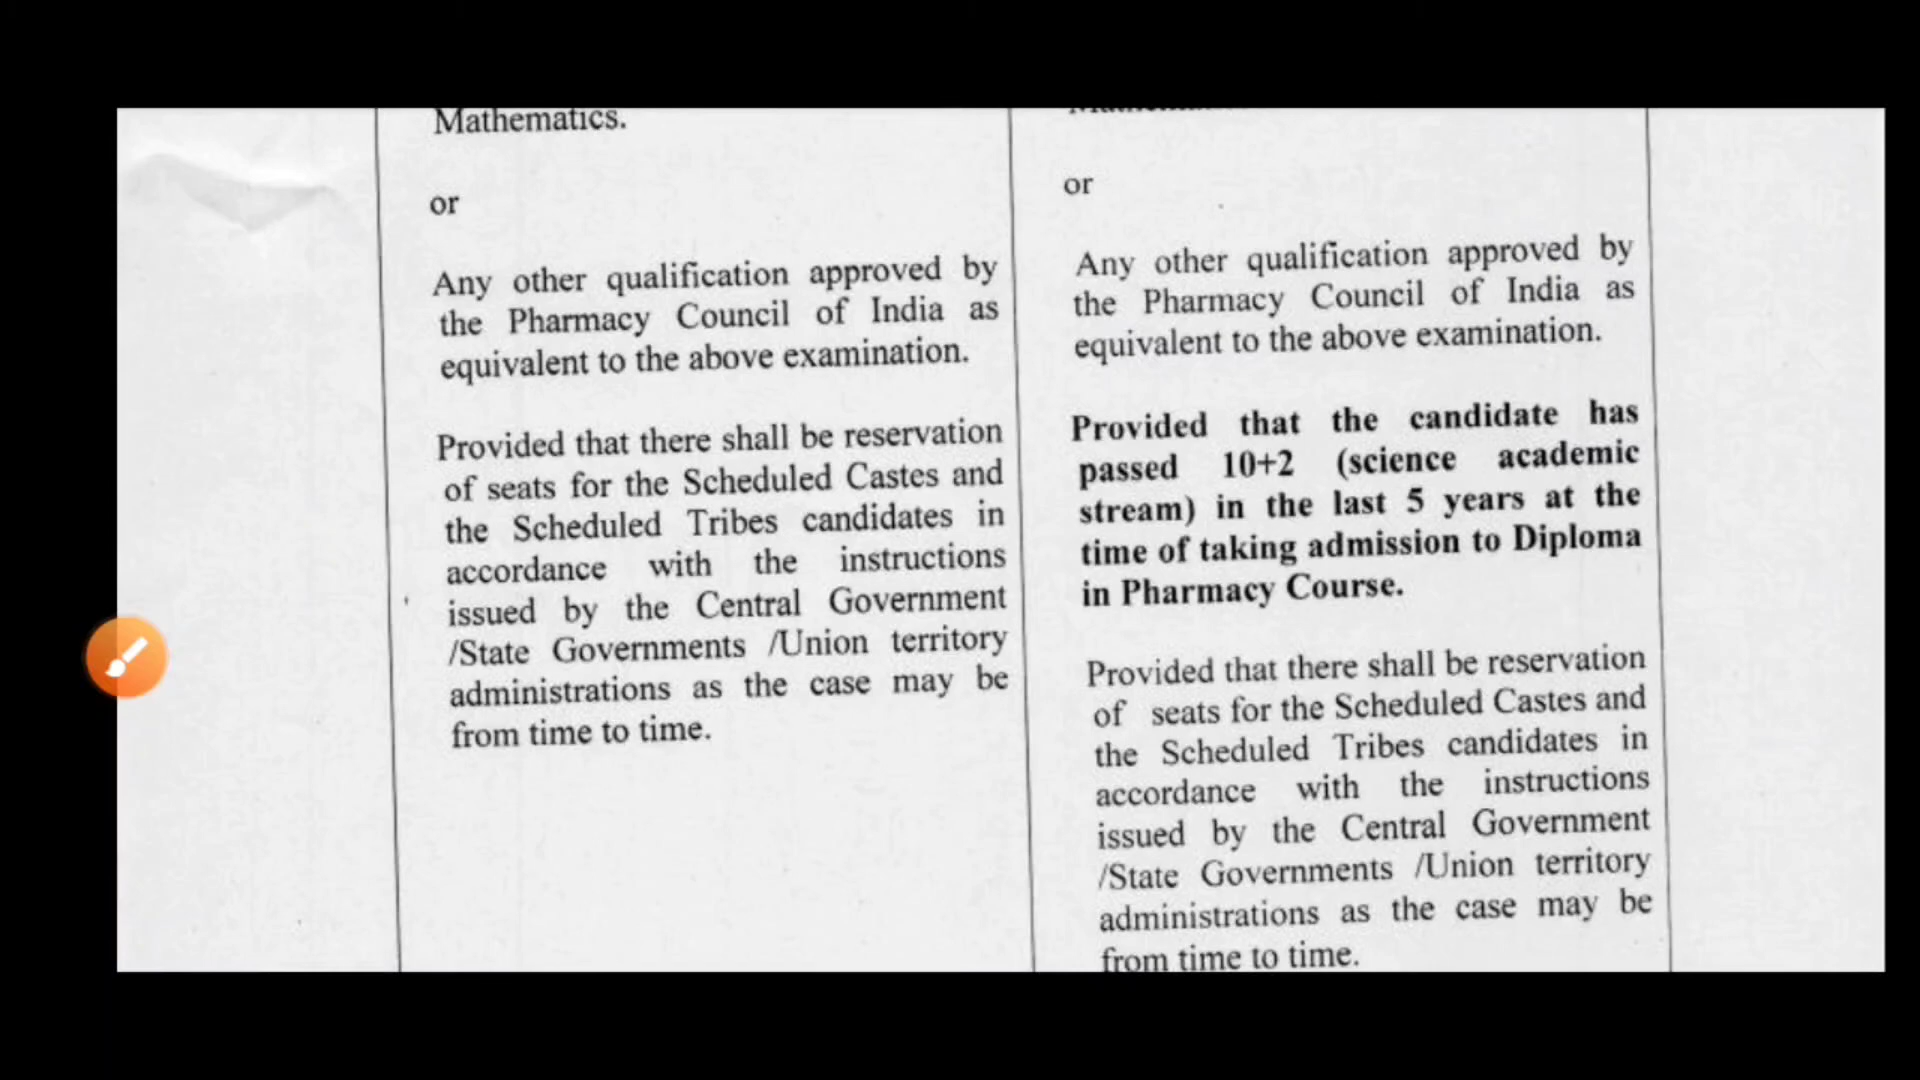 Mathematics.
or
Any other qualification approved by
the Pharmacy Council of India as
equivalent to the above examination.
Provided that there shall be reservation
of seats for the Scheduled Castes and
the Scheduled Tribes candidates in
accordance with the instructions
issued by the Central Government
/State Governments /Union territory
administrations as the case may be
from time to time.
or
Any other qualification approved by
the Pharmacy Council of India as
equivalent to the above examination.
Provided that the candidate has
passed 10+2 (science academic
stream) in the last 5 years at the
time of taking admission to Diploma
in Pharmacy Course.
Provided that there shall be reservation
of seats for the Scheduled Castes and
the Scheduled Tribes candidates in
accordance with the instructions
issued by the Central Government
/State Governments /Union territory
administrations as the case may be
from time to time.